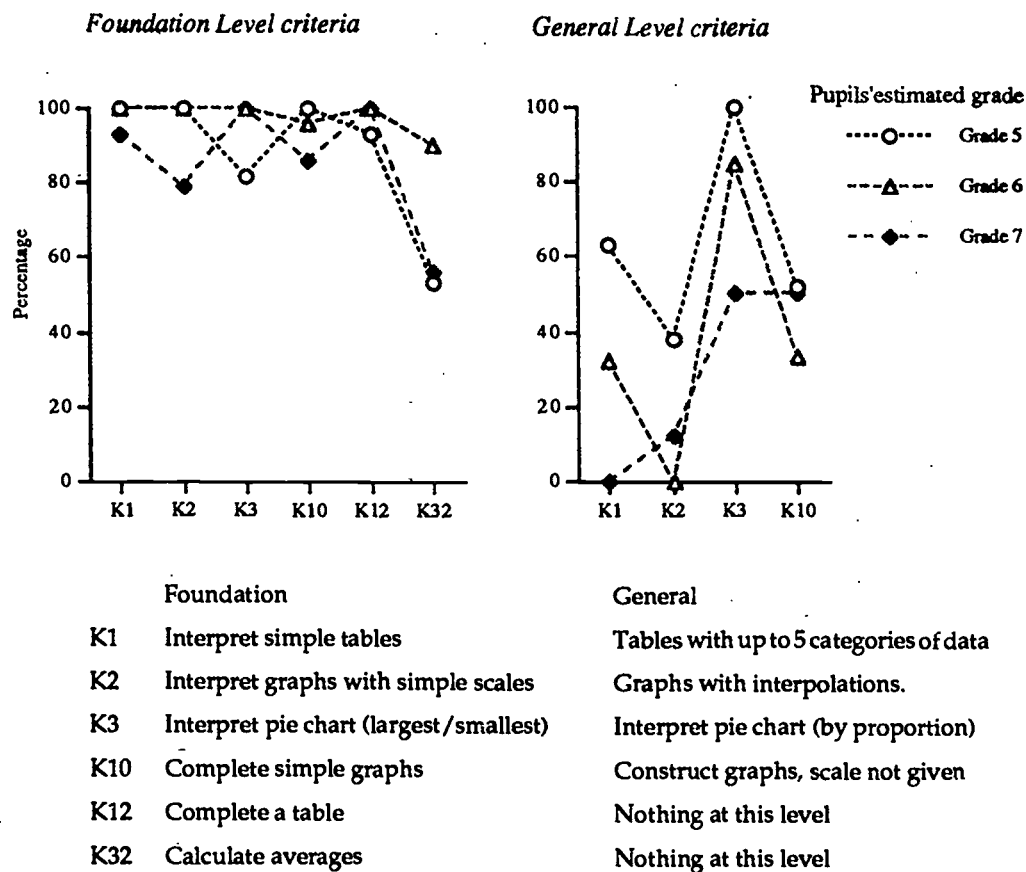 Foundation Level criteria
General Level criteria
Pupils'estimated grade
Grade 5
Grade 6
Grade 7
Percentage
100
80
60
40
20
0
K1 K2 K3 K10 K12 K32
100
80
60
40
20
0
K1 K2 K3 K10
Foundation General
K1 Interpret simple tables Tables with up to 5 categories of data
K2 Interpret graphs with simple scales Graphs with interpolations.
K3 Interpret pie chart (largest/smallest) Interpret pie chart (by proportion)
K10 Complete simple graphs Construct graphs, scale not given
K12 Complete a table Nothing at this level
K32 Calculate averages Nothing at this level